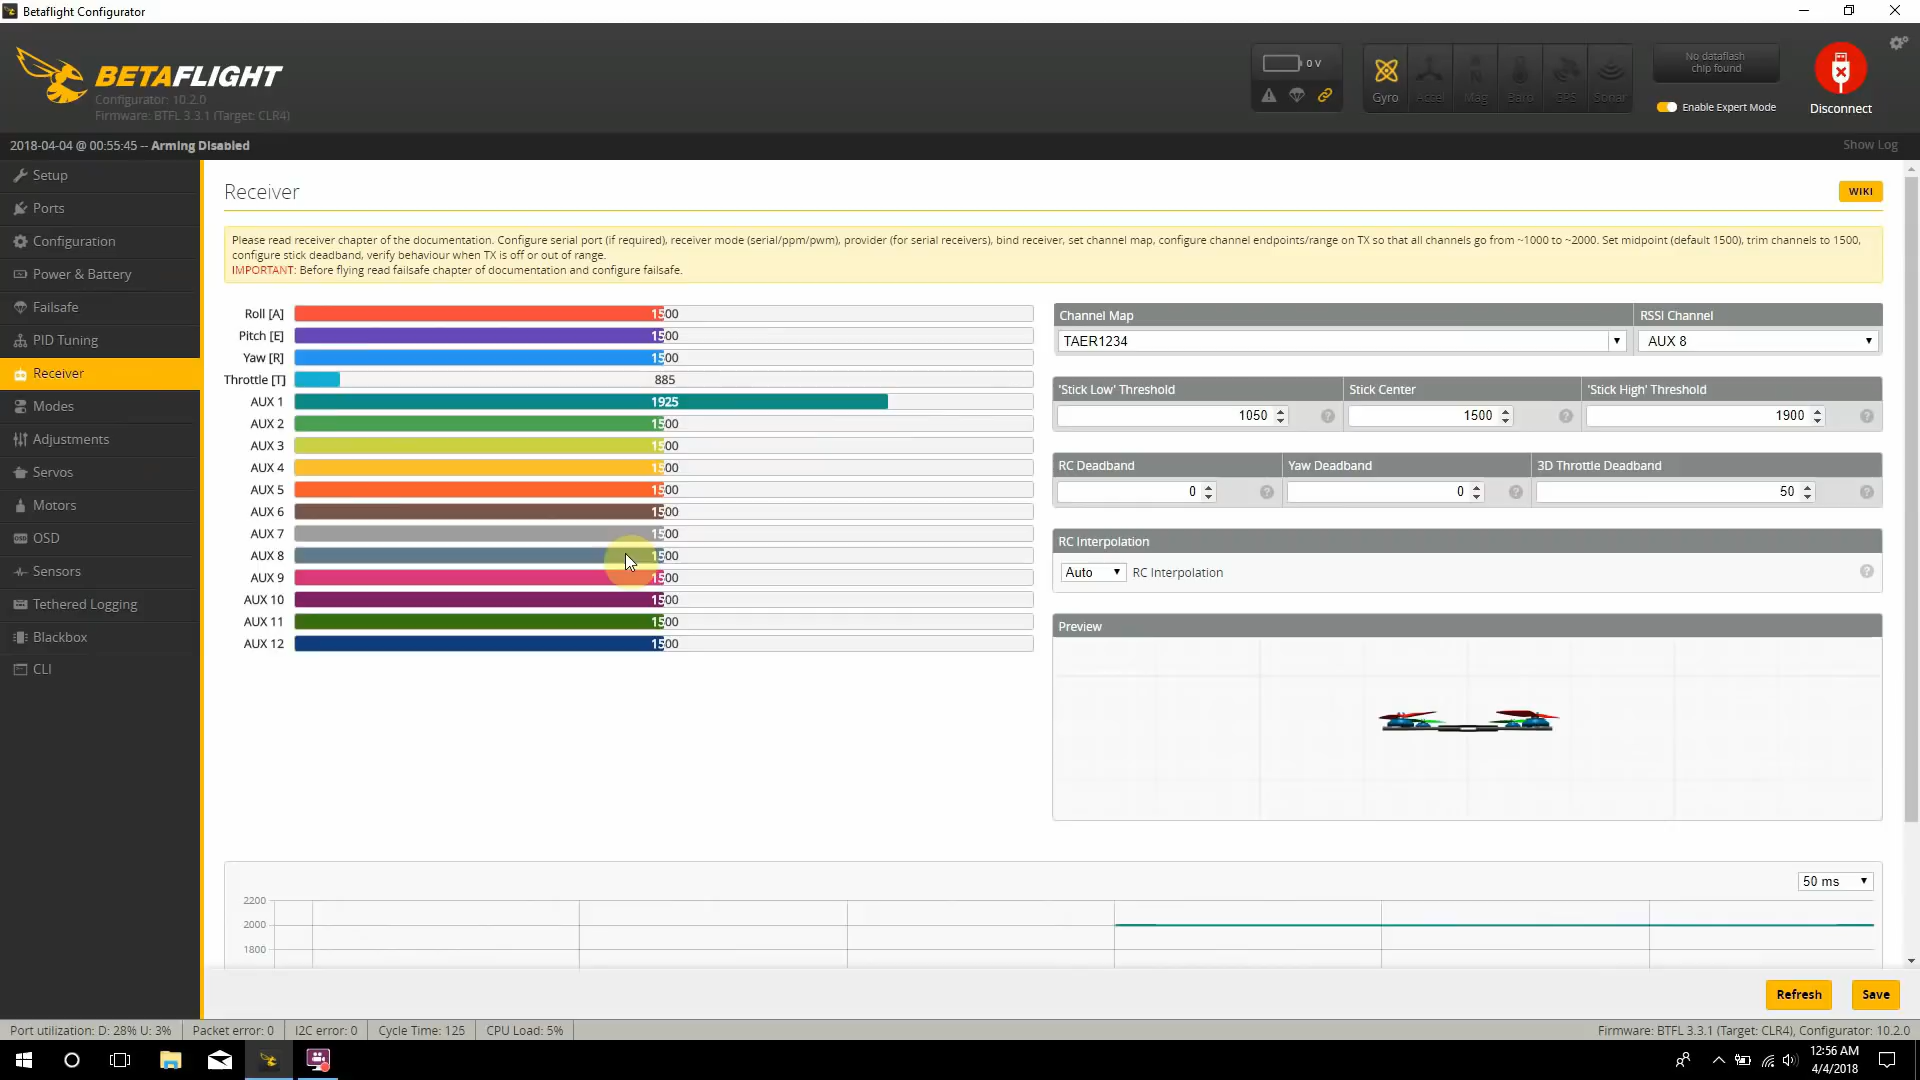 Betaflight Configurator
BETAFLIGHT
Configurator: 10.2.0
Firmware: BTFL 3.3.1 (Target: CLR4)
0 V
Gyro
Accel
Mag
Baro
GPS
Sonar
No dataflash
chip found
Enable Expert Mode
Disconnect
2018-04-04 @ 00:55:45 -- Arming Disabled
Show Log
Setup
Ports
Configuration
Power & Battery
Failsafe
PID Tuning
Receiver
Modes
Adjustments
Servos
Motors
OSD
Sensors
Tethered Logging
Blackbox
CLI
Receiver
WIKI
Please read receiver chapter of the documentation. Configure serial port (if required), receiver mode (serial/ppm/pwm), provider (for serial receivers), bind receiver, set channel map, configure channel endpoints/range on TX so that all channels go from ~1000 to ~2000. Set midpoint (default 1500), trim channels to 1500,
configure stick deadband, verify behaviour when TX is off or out of range.
IMPORTANT: Before flying read failsafe chapter of documentation and configure failsafe.
Roll [A] 1500
Pitch [E] 1500
Yaw [R] 1500
Throttle [T] 885
AUX 1 1925
AUX 2 1500
AUX 3 1500
AUX 4 1500
AUX 5 1500
AUX 6 1500
AUX 7 1500
AUX 8 1500
AUX 9 1500
AUX 10 1500
AUX 11 1500
AUX 12 1500
Channel Map RSSI Channel
TAER1234 AUX 8
'Stick Low' Threshold Stick Center 'Stick High' Threshold
1050 ? 1500 ? 1900 ?
RC Deadband Yaw Deadband 3D Throttle Deadband
0 ? 0 ? 50 ?
RC Interpolation
Auto RC Interpolation ?
Preview
50 ms
2200
2000
1800
Refresh Save
Port utilization: D: 28% U: 3% Packet error: 0 I2C error: 0 Cycle Time: 125 CPU Load: 5% Firmware: BTFL 3.3.1 (Target: CLR4), Configurator: 10.2.0
12:56 AM
4/4/2018